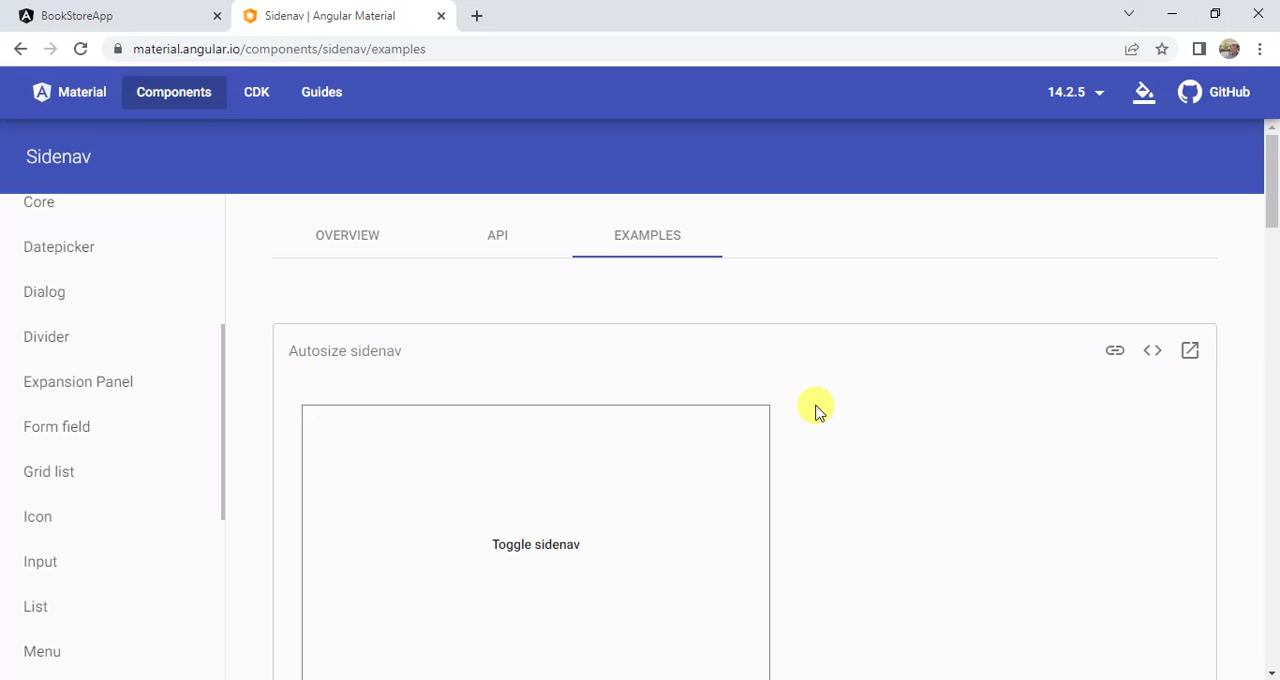 BookStoreApp
Sidenav | Angular Material
material.angular.io/components/sidenav/examples
Material
Components
CDK
Guides
14.2.5
GitHub
Sidenav
Core
Datepicker
Dialog
Divider
Expansion Panel
Form field
Grid list
Icon
Input
List
Menu
OVERVIEW
API
EXAMPLES
Autosize sidenav
Toggle sidenav